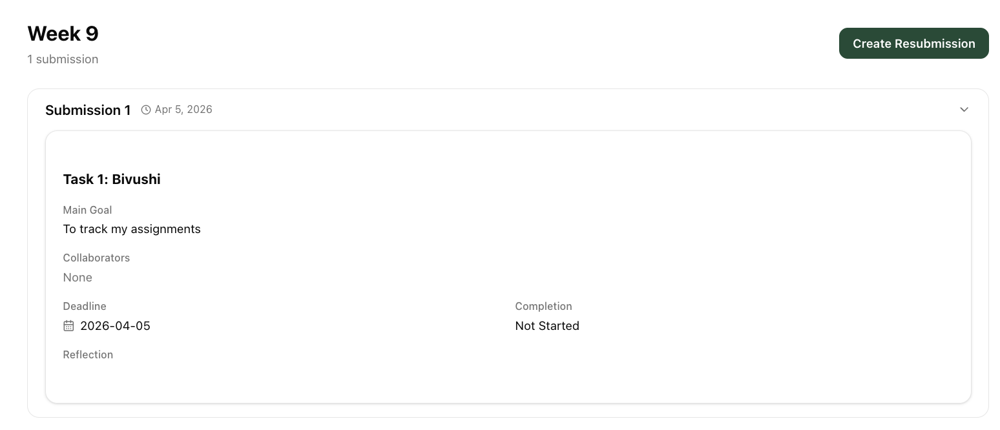 Week 9
1 submission
Create Resubmission
Submission 1 Apr 5, 2026
Task 1: Bivushi
Main Goal
To track my assignments
Collaborators
None
Deadline
2026-04-05
Completion
Not Started
Reflection